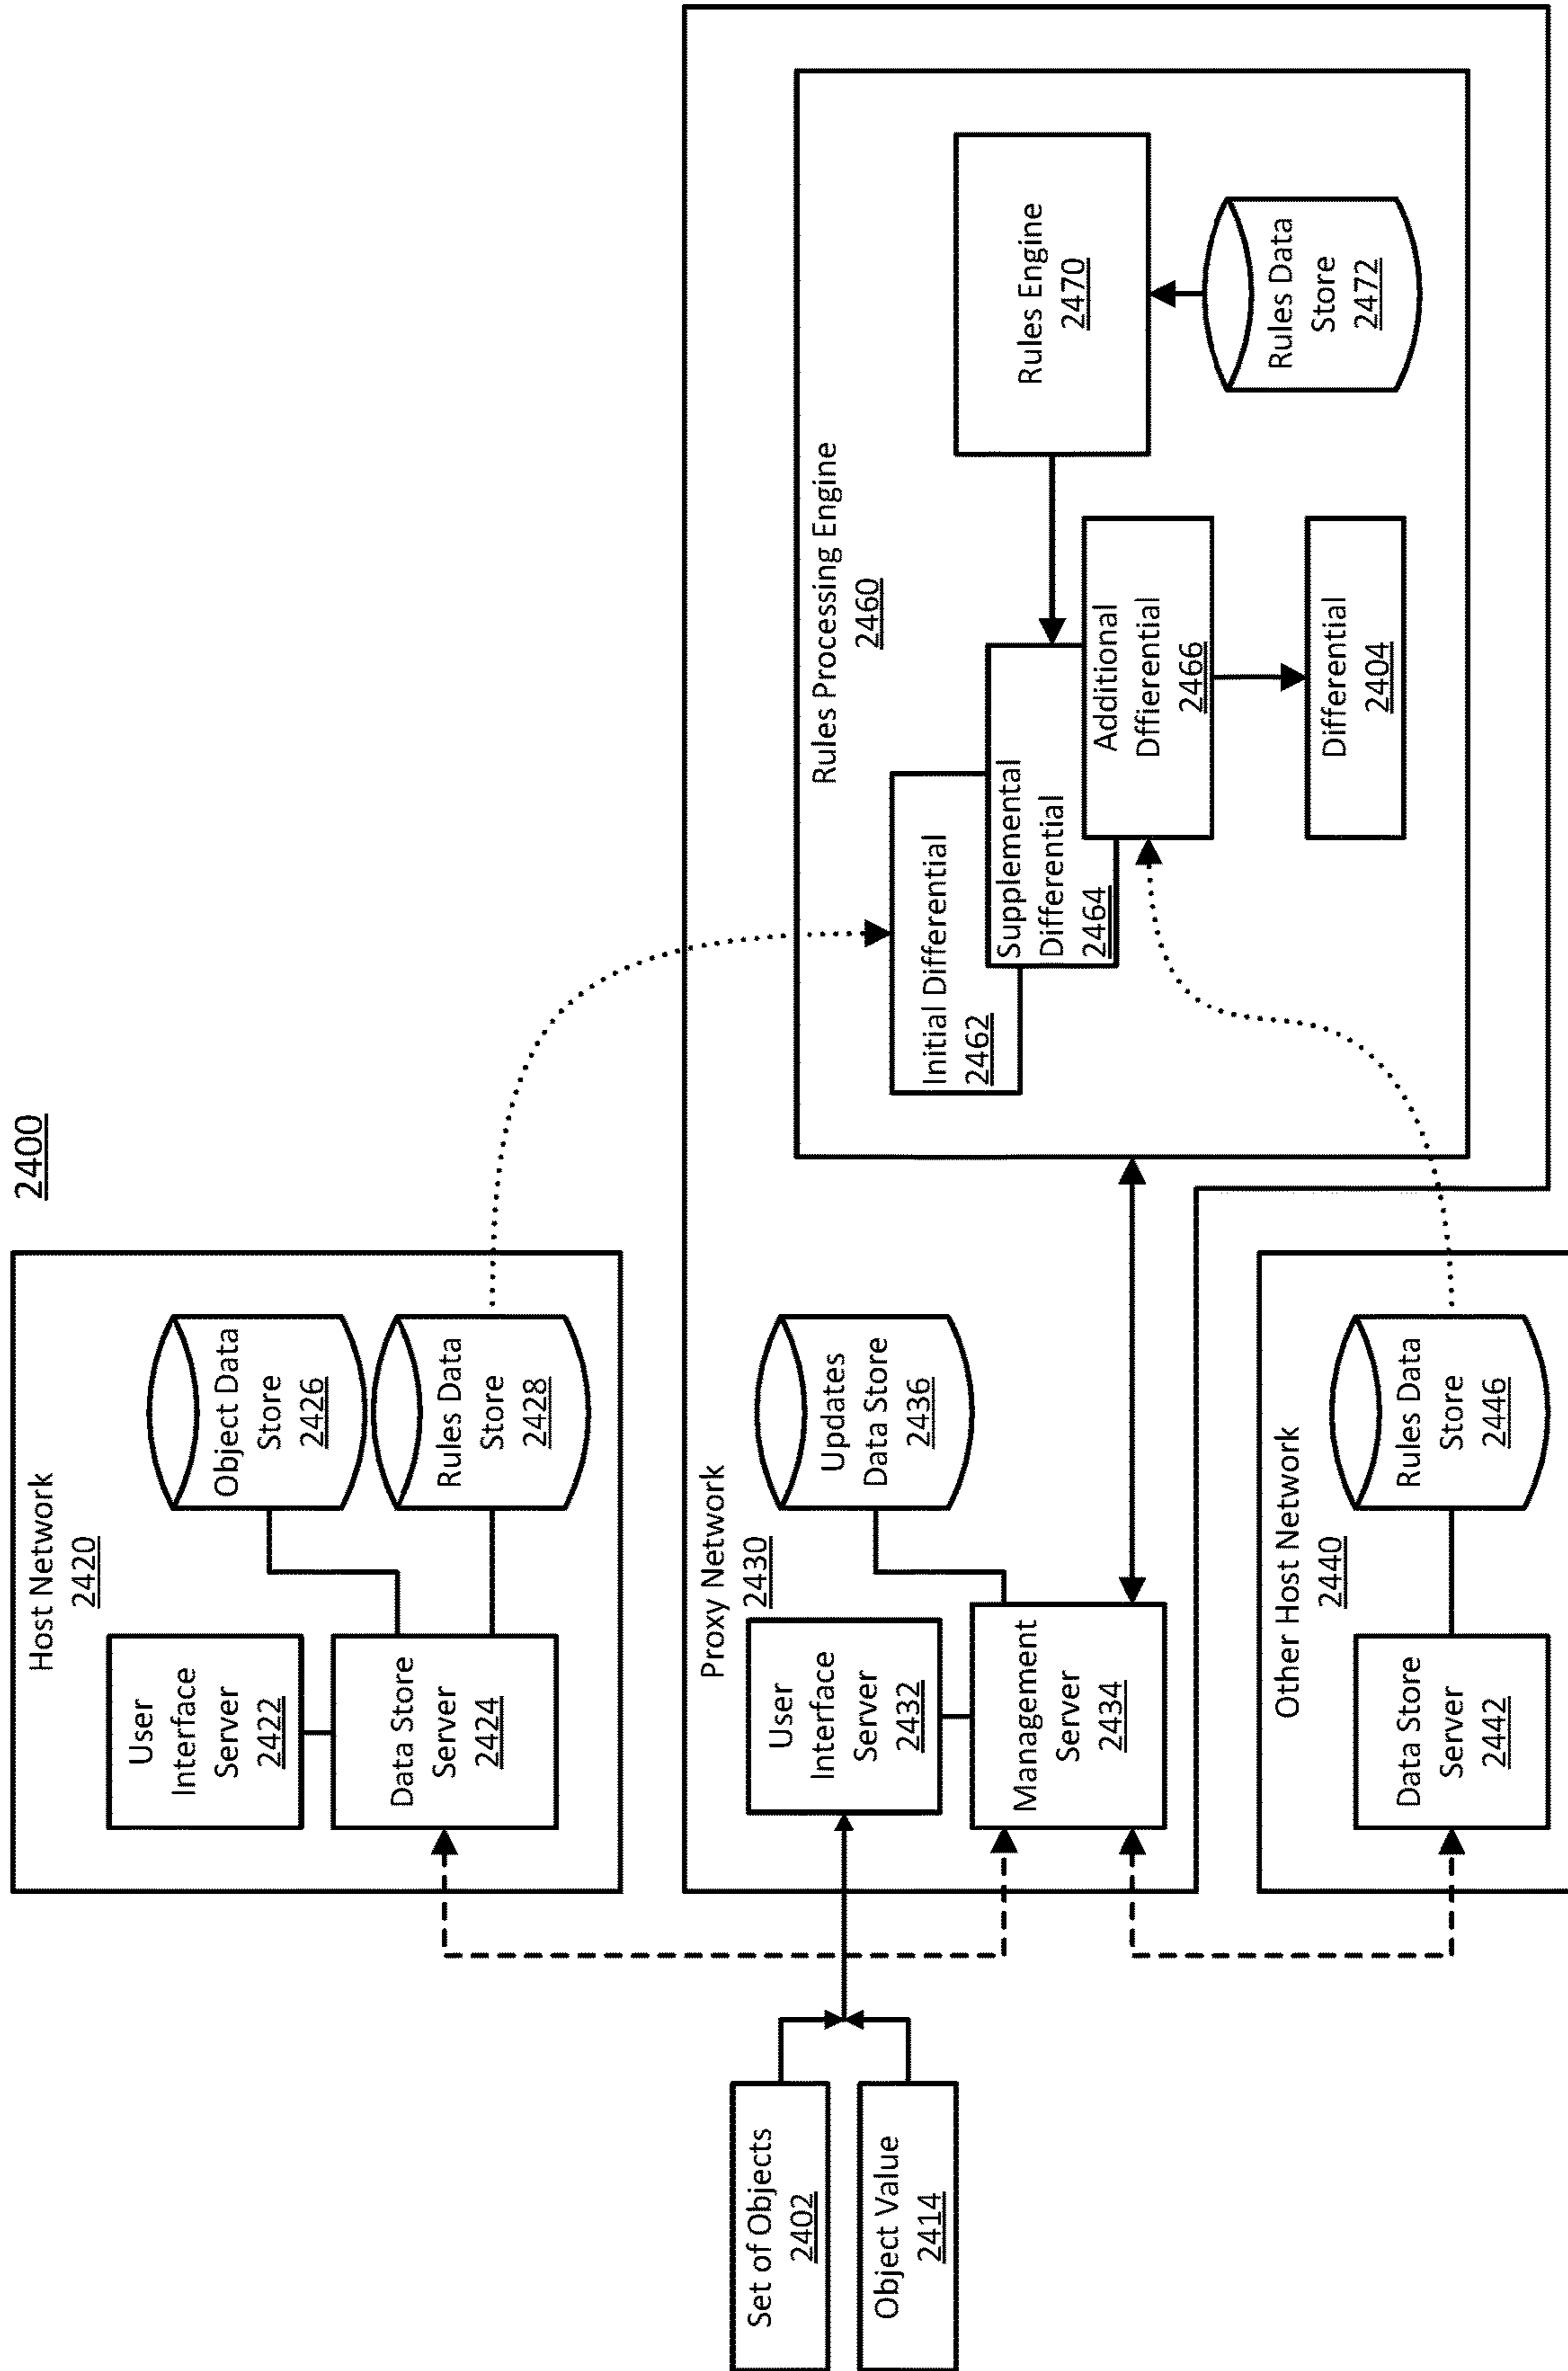 2400
Host Network
2420
User
Interface
Server
2422
Data Store
Server
2424
Object Data
Store
2426
Rules Data
Store
2428
Set of Objects
2402
Object Value
2414
Proxy Network
2430
User
Interface
Server
2432
Management
Server
2434
Updates
Data Store
2436
Rules Processing Engine
2460
Initial Differential
2462
Supplemental
Differential
2464
Additional
Dffierential
2466
Differential
2404
Rules Engine
2470
Rules Data
Store
2472
Other Host Network
2440
Data Store
Server
2442
Rules Data
Store
2446